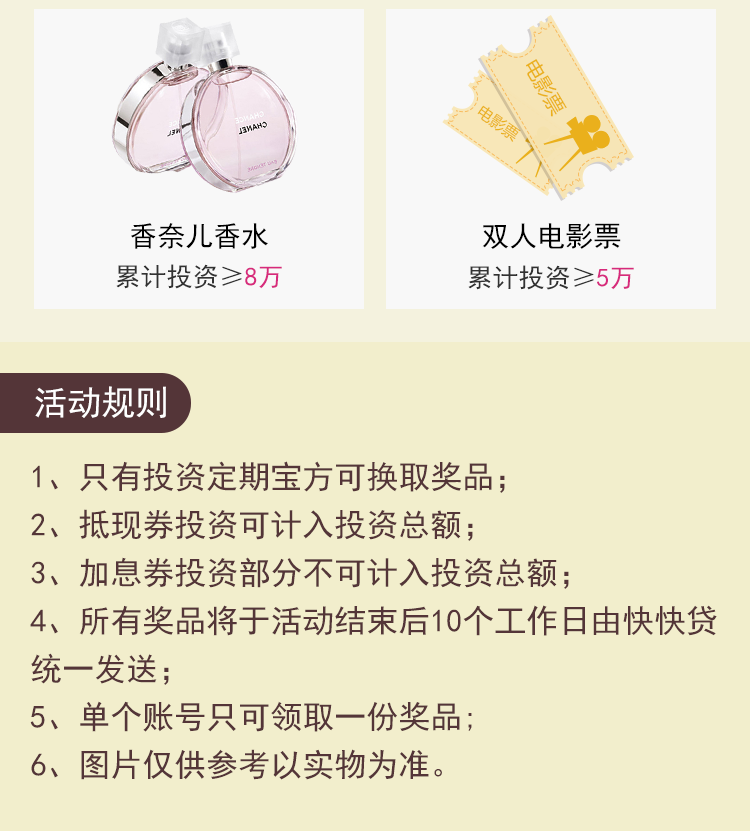 CHANEL
CHANEL
电影票
电影票
香奈儿香水
双人电影票
累计投资≥8万
累计投资≥5万
活动规则
1、只有投资定期宝方可换取奖品；
2、抵现券投资可计入投资总额；
3、加息券投资部分不可计入投资总额；
4、所有奖品将于活动结束后10个工作日由快快贷
统一发送；
5、单个账号只可领取一份奖品;
6、图片仅供参考以实物为准。